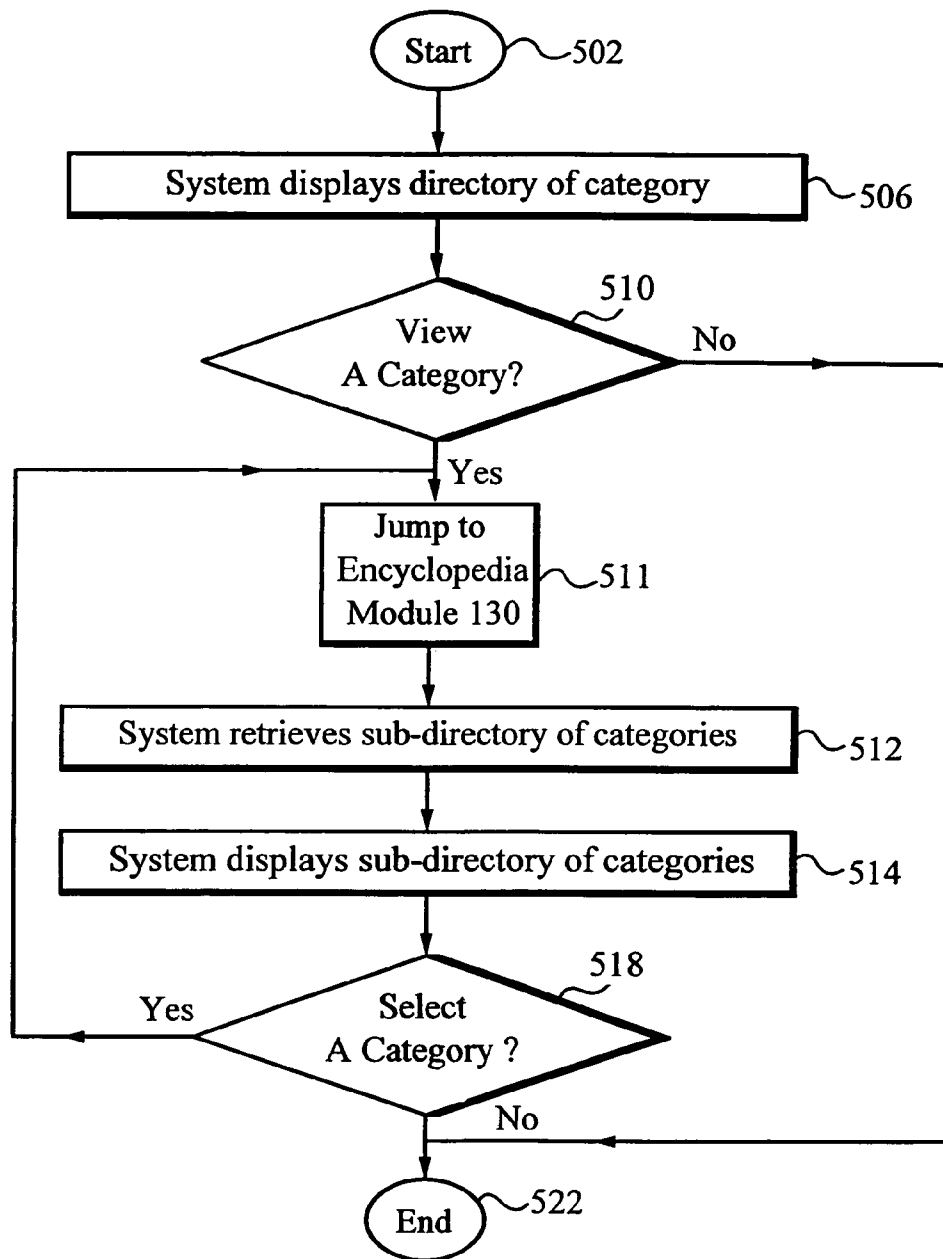 Start
502
System displays directory of category
506
510
View
A Category?
No
Yes
Jump to
Encyclopedia
Module 130
511
System retrieves sub-directory of categories
512
System displays sub-directory of categories
514
518
Yes
Select
A Category ?
No
End
522